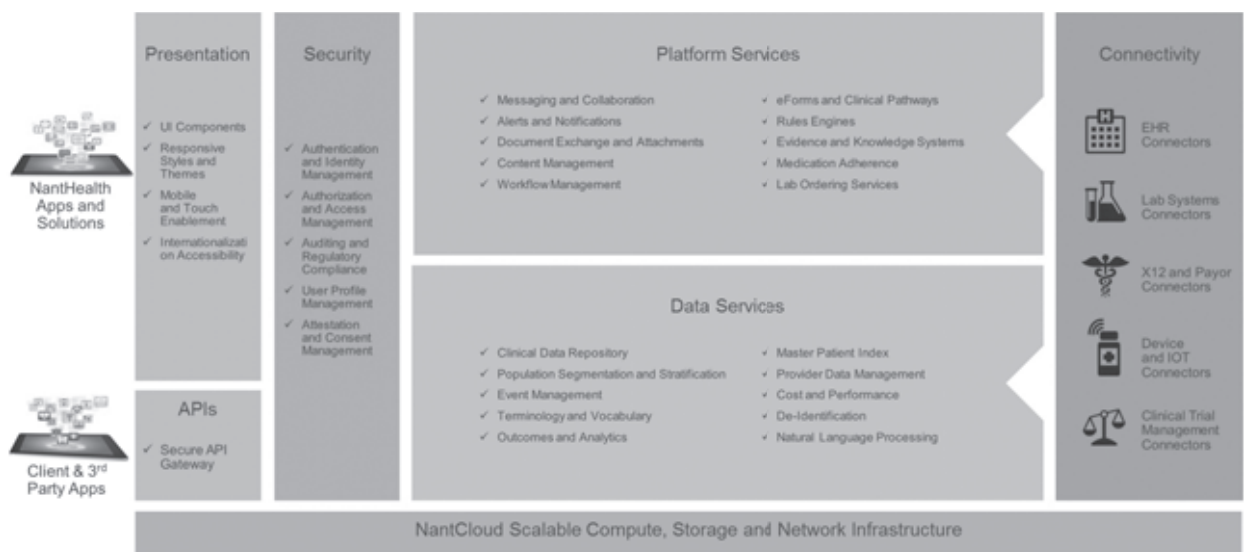 NantHealth
Apps and
Solutions
Client & 3rd
Party Apps
Presentation
✓ UI Components
✓ Responsive
Styles and
Themes
✓ Mobile
and Touch
Enablement
✓ Internationalizati
on Accessibility
APIs
✓ Secure API
Gateway
Security
✓ Authentication
and Identity
Management
✓ Authorization
and Access
Management
✓ Auditing and
Regulatory
Compliance
✓ User Profile
Management
✓ Attestation
and Consent
Management
Platform Services
✓ Messaging and Collaboration
✓ Alerts and Notifications
✓ Document Exchange and Attachments
✓ Content Management
✓ Workflow Management
✓ eForms and Clinical Pathways
✓ Rules Engines
✓ Evidence and Knowledge Systems
✓ Medication Adherence
✓ Lab Ordering Services
Data Services
✓ Clinical Data Repository
✓ Population Segmentation and Stratification
✓ Event Management
✓ Terminology and Vocabulary
✓ Outcomes and Analytics
✓ Master Patient Index
✓ Provider Data Management
✓ Cost and Performance
✓ De-Identification
✓ Natural Language Processing
Connectivity
H
EHR
Connectors
Lab Systems
Connectors
X12 and Payor
Connectors
Device
and IOT
Connectors
Clinical Trial
Management
Connectors
NantCloud Scalable Compute, Storage and Network Infrastructure